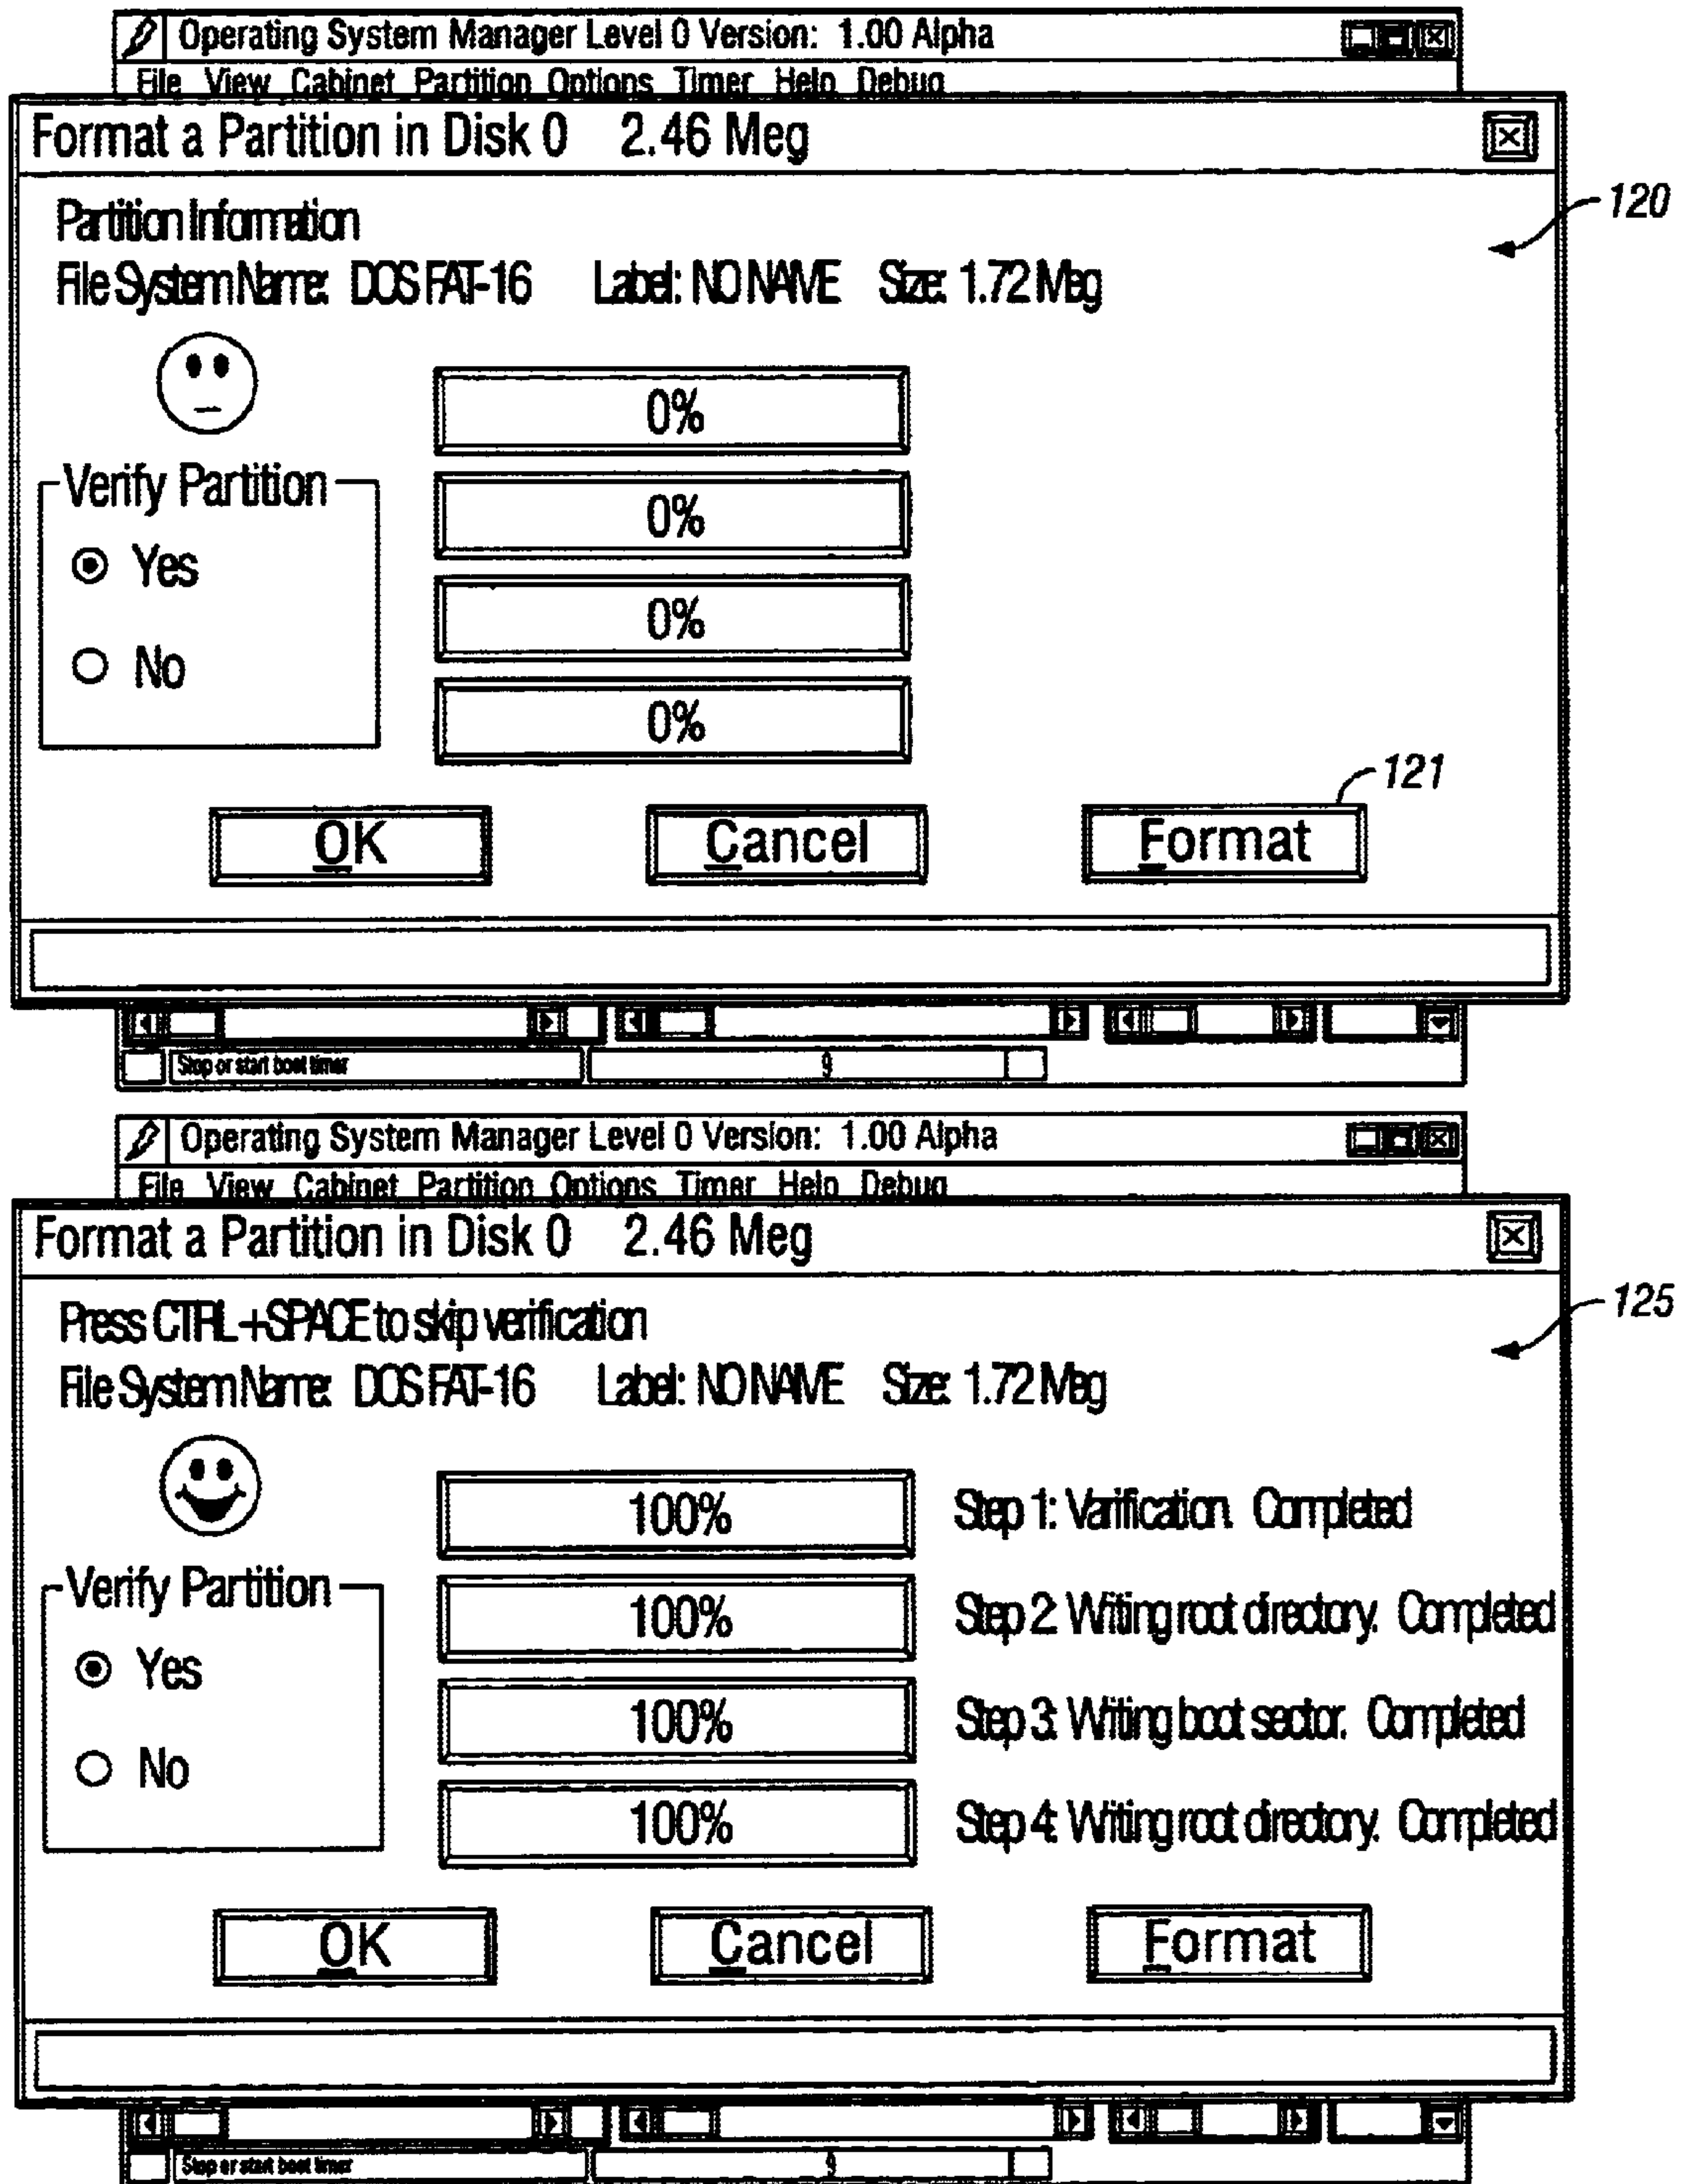 Operating System Manager Level 0 Version: 1.00 Alpha
File View Cabinet Partition Options Timer Help Debug
Format a Partition in Disk 0 2.46 Meg
120
Partition Information
File System Name: DOS FAT-16 Label: NO NAME Size: 1.72 Meg
0%
Verify Partition
0%
Yes
0%
No
0%
121
OK Cancel Format
Stop or start boot timer 9
Operating System Manager Level 0 Version: 1.00 Alpha
File View Cabinet Partition Options Timer Help Debug
Format a Partition in Disk 0 2.46 Meg
125
Press CTRL+SPACE to skip verification
File System Name: DOS FAT-16 Label: NO NAME Size: 1.72 Meg
100% Step 1: Varification. Completed
Verify Partition
100% Step 2: Writing root directory. Completed
Yes
100% Step 3: Writing boot sector. Completed
No
100% Step 4: Writing root directory. Completed
OK Cancel Format
Stop or start boot timer 9